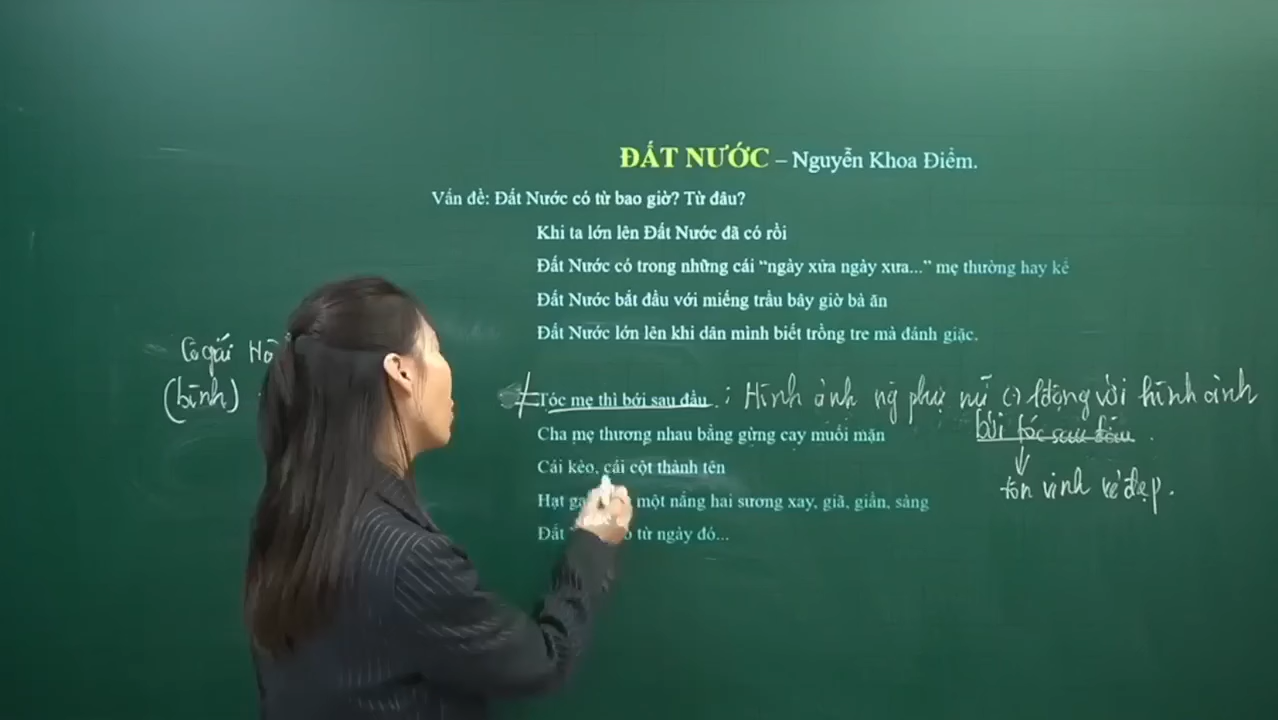 ĐẤT NƯỚC – Nguyễn Khoa Điềm.
Vấn đề: Đất Nước có từ bao giờ? Từ đâu?
Khi ta lớn lên Đất Nước đã có rồi
Đất Nước có trong những cái “ngày xửa ngày xưa...” mẹ thường hay kể
Đất Nước bắt đầu với miếng trầu bây giờ bà ăn
Đất Nước lớn lên khi dân mình biết trồng tre mà đánh giặc.
Cô gái
(bình)
Tóc mẹ thì bới sau đầu : Hình ảnh ng phụ nữ với hình ảnh
bới tóc sau đầu.
tôn vinh vẻ đẹp.
Cha mẹ thương nhau bằng gừng cay muối mặn
Cái kèo, cái cột thành tên
Hạt một nắng hai sương xay, giã, giần, sàng
Đất từ ngày đó...